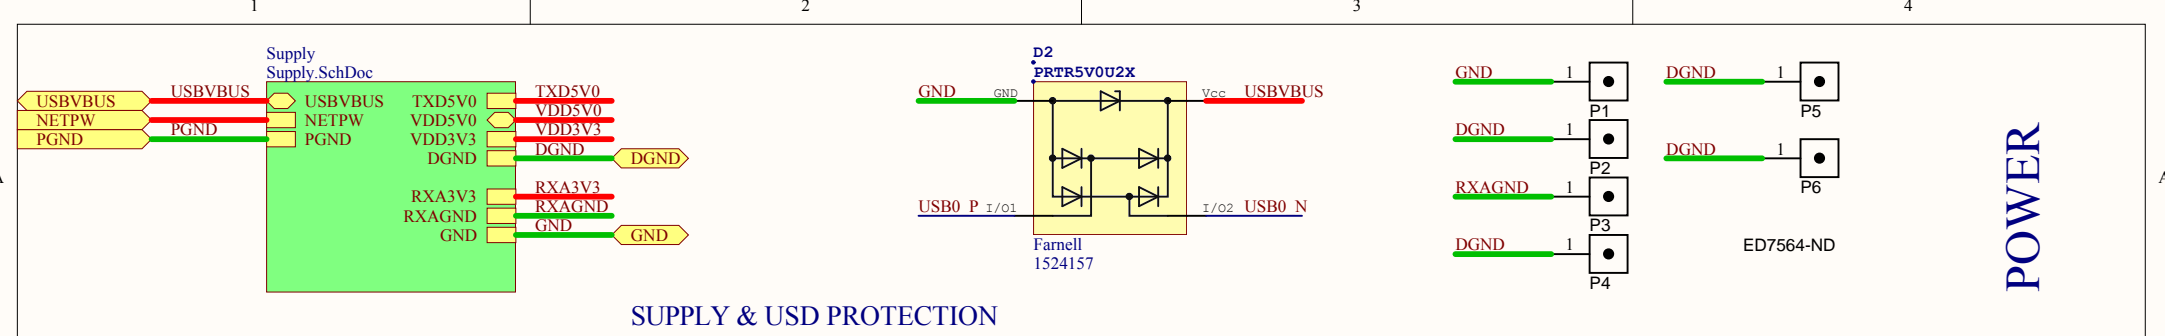 1 2 3 4
Supply
Supply.SchDoc
USBVBUS USBVBUS USBVBUS TXD5V0 TXD5V0
NETPW NETPW VDD5V0 VDD5V0
PGND PGND PGND VDD3V3 VDD3V3
DGND DGND DGND
RXA3V3 RXA3V3
RXAGND RXAGND
GND GND GND
D2
PRTR5V0U2X
GND GND Vcc USBVBUS
USB0_P I/O1 I/O2 USB0_N
Farnell
1524157
GND 1
P1
DGND 1
P2
RXAGND 1
P3
DGND 1
P4
DGND 1
P5
DGND 1
P6
ED7564-ND
POWER
SUPPLY & USD PROTECTION